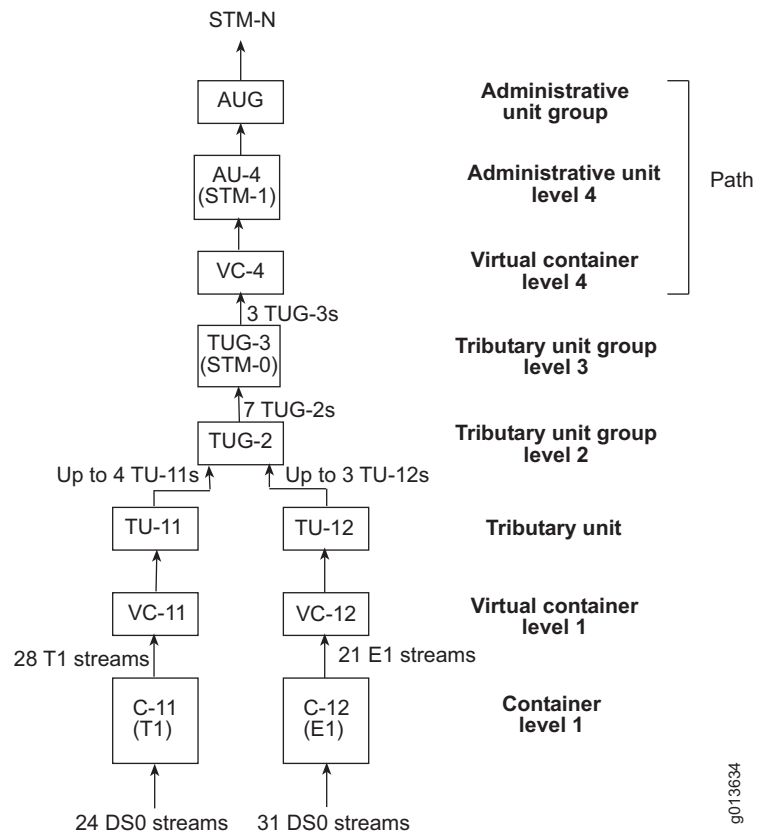 STM-N
AUG
Administrative
unit group
AU-4
(STM-1)
Administrative unit
level 4
Path
VC-4
Virtual container
level 4
3 TUG-3s
TUG-3
(STM-0)
Tributary unit group
level 3
7 TUG-2s
TUG-2
Tributary unit group
level 2
Up to 4 TU-11s
Up to 3 TU-12s
TU-11
TU-12
Tributary unit
VC-11
VC-12
Virtual container
level 1
28 T1 streams
21 E1 streams
C-11
(T1)
C-12
(E1)
Container
level 1
24 DS0 streams
31 DS0 streams
g013634